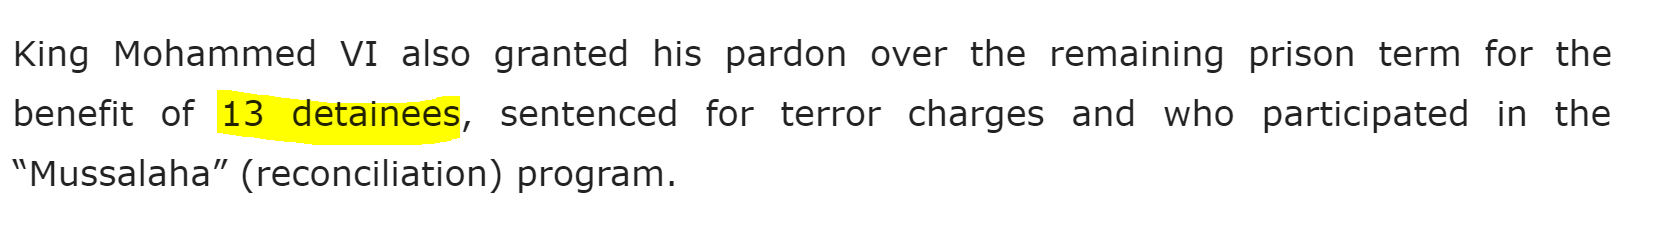 King Mohammed VI also granted his pardon over the remaining prison term for the
benefit of 13 detainees, sentenced for terror charges and who participated in the
“Mussalaha” (reconciliation) program.